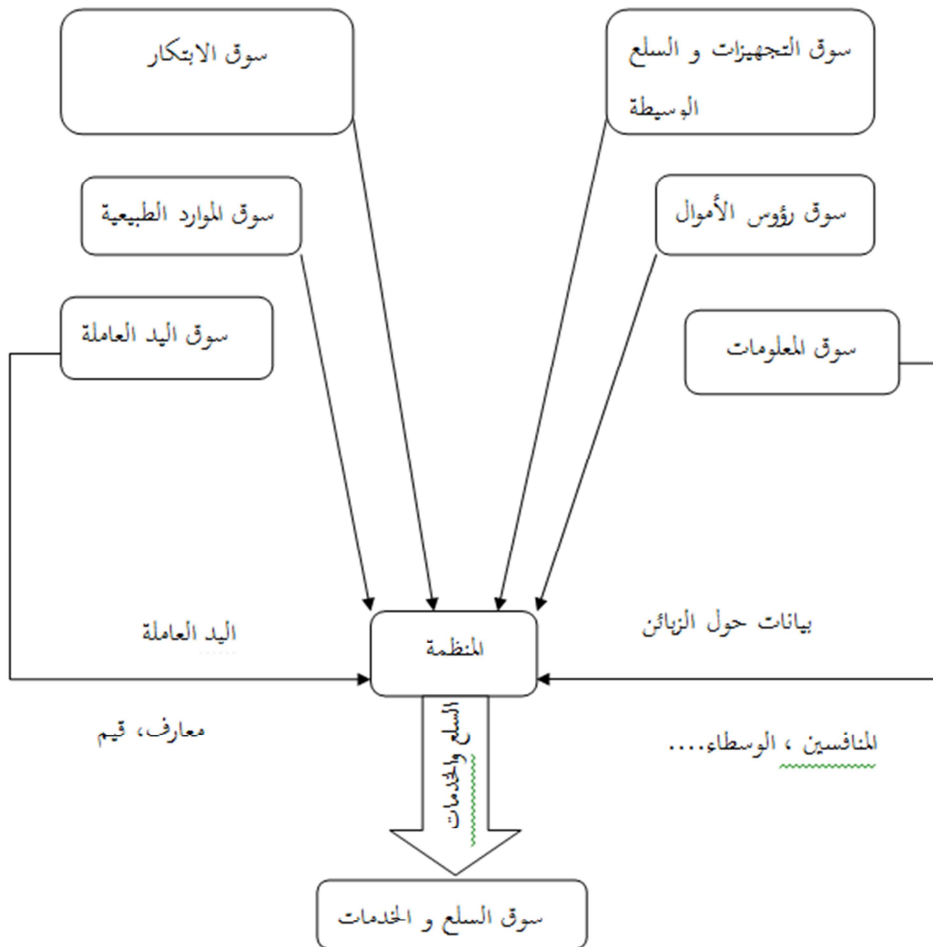 سوق التجهيزات و السلع
الوسيطة
سوق الابتكار
سوق رؤوس الأموال
سوق الموارد الطبيعية
سوق المعلومات
سوق اليد العاملة
بيانات حول الزبائن
المنافسين ، الوسطاء....
المنظمة
اليد العاملة
معارف، قيم
السلع والخدمات
سوق السلع و الخدمات